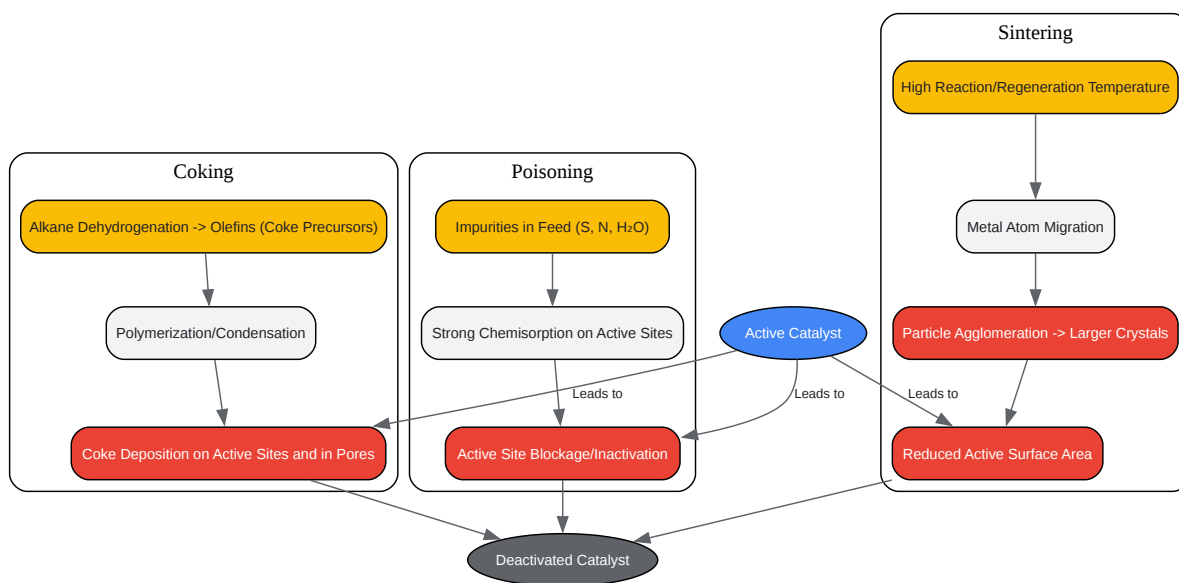 Sintering
High Reaction/Regeneration Temperature
Coking
Poisoning
Alkane Dehydrogenation -> Olefins (Coke Precursors)
Impurities in Feed (S, N, H₂O)
Metal Atom Migration
Polymerization/Condensation
Strong Chemisorption on Active Sites
Active Catalyst
Particle Agglomeration -> Larger Crystals
Leads to
Leads to
Leads to
Coke Deposition on Active Sites and in Pores
Active Site Blockage/Inactivation
Reduced Active Surface Area
Deactivated Catalyst